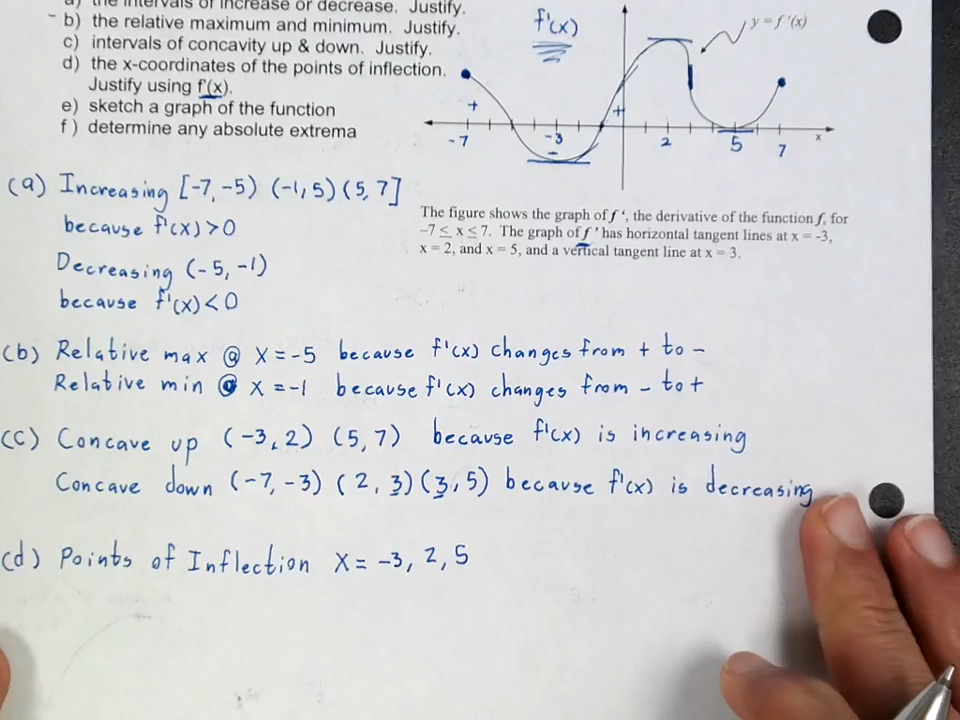 a) the intervals of increase or decrease. Justify.
- b) the relative maximum and minimum. Justify.
c) intervals of concavity up & down. Justify.
d) the x-coordinates of the points of inflection.
Justify using f'(x).
e) sketch a graph of the function
f) determine any absolute extrema
f'(x)
y = f '(x)
+
+
-7
-3
-
2
5
7
x
(a) Increasing [-7, -5) (-1, 5) (5, 7]
because f'(x) > 0
Decreasing (-5, -1)
because f'(x) < 0
The figure shows the graph of f ', the derivative of the function f, for
-7 ≤ x ≤ 7. The graph of f ' has horizontal tangent lines at x = -3,
x = 2, and x = 5, and a vertical tangent line at x = 3.
(b) Relative max @ x = -5 because f'(x) changes from + to -
Relative min @ x = -1 because f'(x) changes from - to +
(c) Concave up (-3, 2) (5, 7) because f'(x) is increasing
Concave down (-7, -3) (2, 3) (3, 5) because f'(x) is decreasing
(d) Points of Inflection x = -3, 2, 5